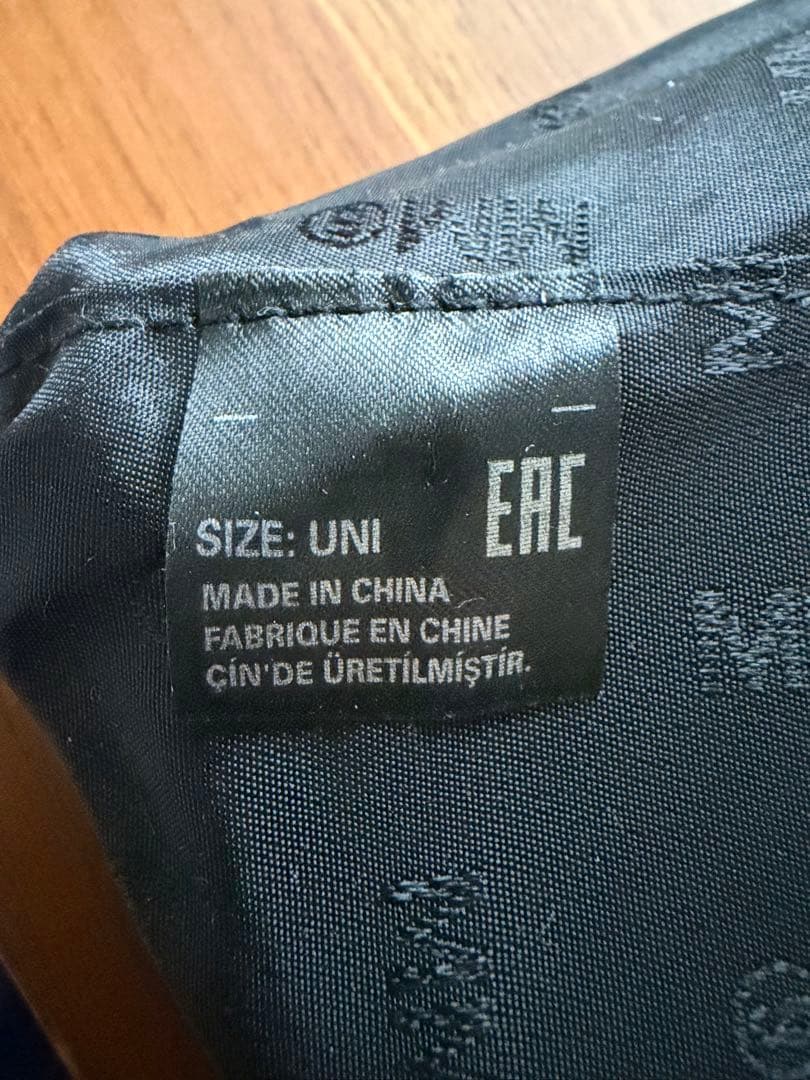 EAC
SIZE: UNI
MADE IN CHINA
FABRIQUE EN CHINE
ÇİN'DE ÜRETİLMİŞTİR.